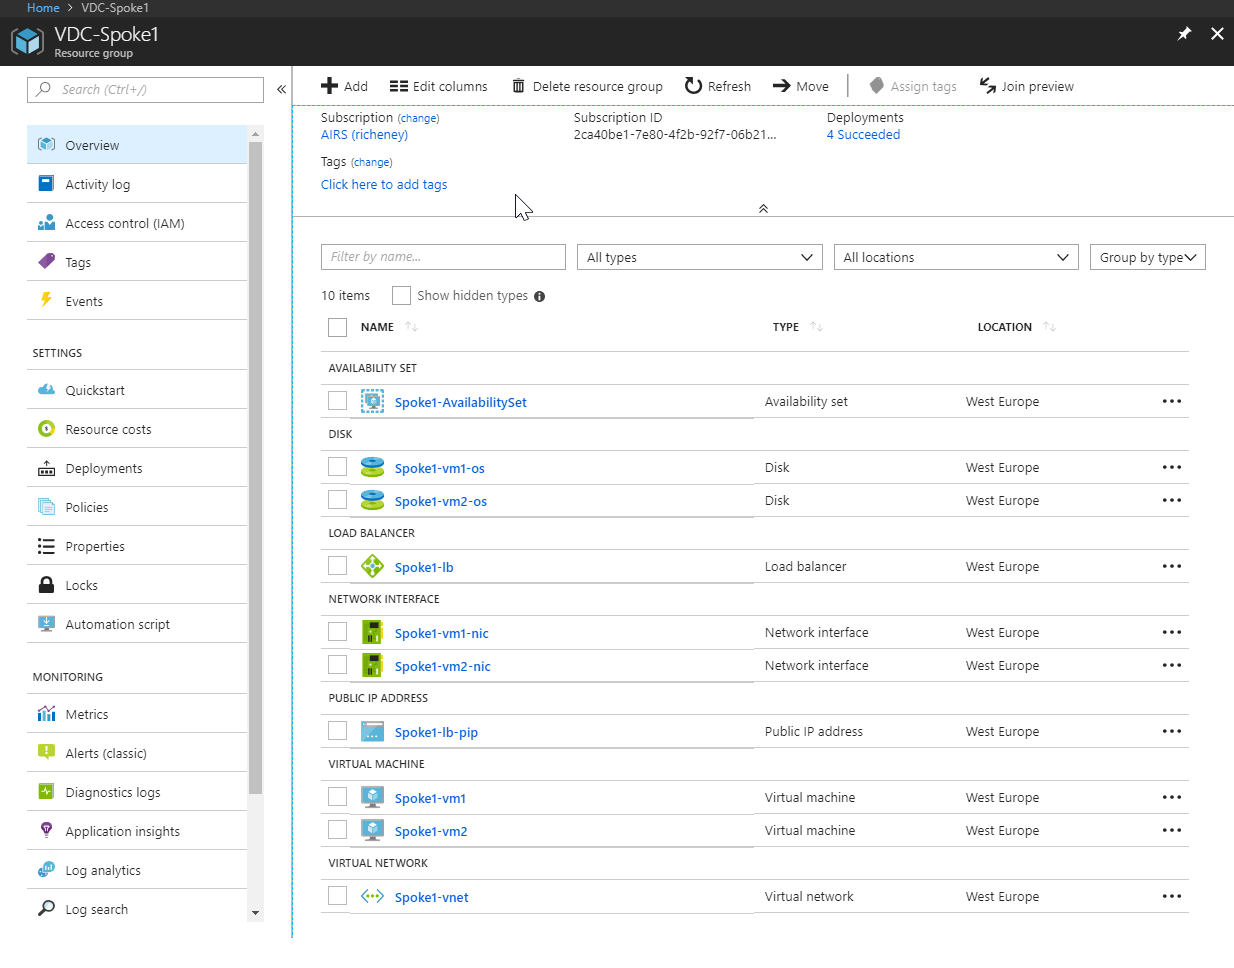 Home > VDC-Spoke1
VDC-Spoke1
Resource group
Search (Ctrl+/)
Overview
Activity log
Access control (IAM)
Tags
Events
SETTINGS
Quickstart
Resource costs
Deployments
Policies
Properties
Locks
Automation script
MONITORING
Metrics
Alerts (classic)
Diagnostics logs
Application insights
Log analytics
Log search
Add Edit columns Delete resource group Refresh Move Assign tags Join preview
Subscription (change) Subscription ID Deployments
AIRS (richeney) 2ca40be1-7e80-4f2b-92f7-06b21... 4 Succeeded
Tags (change)
Click here to add tags
Filter by name... All types All locations Group by type
10 items Show hidden types
NAME TYPE LOCATION
AVAILABILITY SET
Spoke1-AvailabilitySet Availability set West Europe
DISK
Spoke1-vm1-os Disk West Europe
Spoke1-vm2-os Disk West Europe
LOAD BALANCER
Spoke1-lb Load balancer West Europe
NETWORK INTERFACE
Spoke1-vm1-nic Network interface West Europe
Spoke1-vm2-nic Network interface West Europe
PUBLIC IP ADDRESS
Spoke1-lb-pip Public IP address West Europe
VIRTUAL MACHINE
Spoke1-vm1 Virtual machine West Europe
Spoke1-vm2 Virtual machine West Europe
VIRTUAL NETWORK
Spoke1-vnet Virtual network West Europe